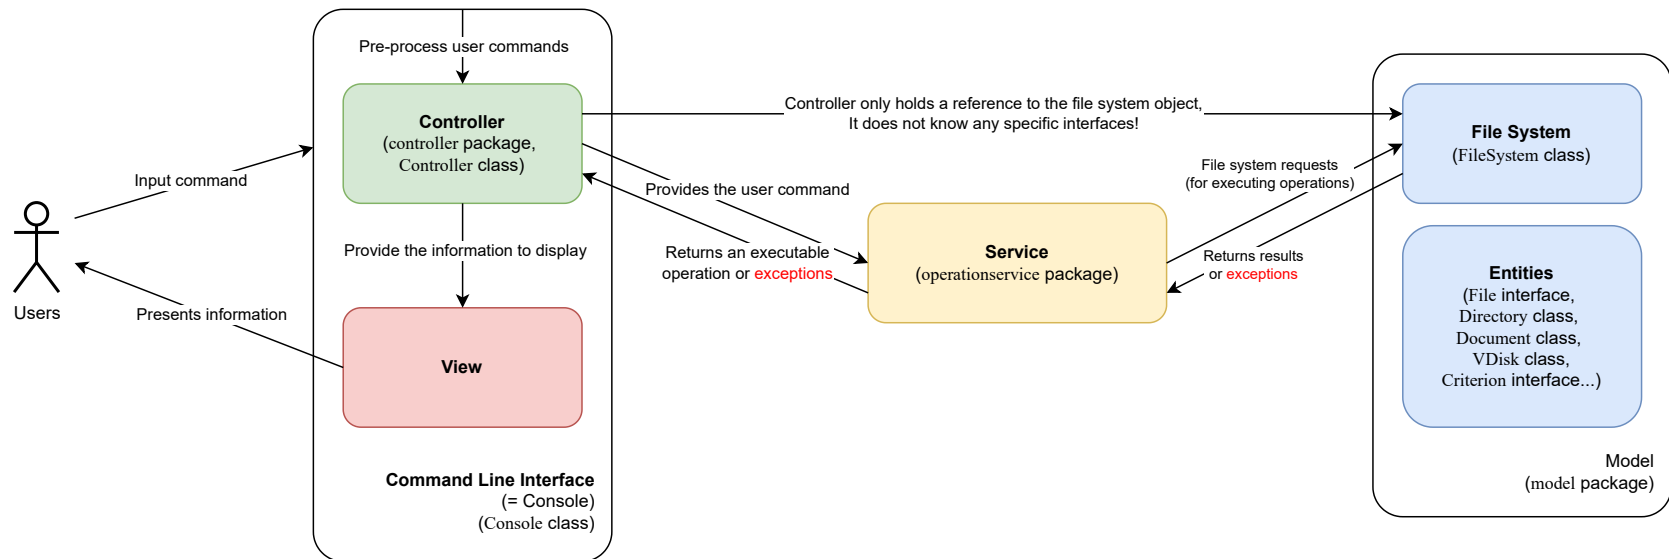 Pre-process user commands
Controller
(controller package,
Controller class)
Controller only holds a reference to the file system object,
It does not know any specific interfaces!
File System
(FileSystem class)
Input command
Provides the user command
File system requests
(for executing operations)
Users
Provide the information to display
Returns an executable
operation or exceptions
Service
(operationservice package)
Returns results
or exceptions
Entities
(File interface,
Directory class,
Document class,
VDisk class,
Criterion interface...)
Presents information
View
Command Line Interface
(= Console)
(Console class)
Model
(model package)